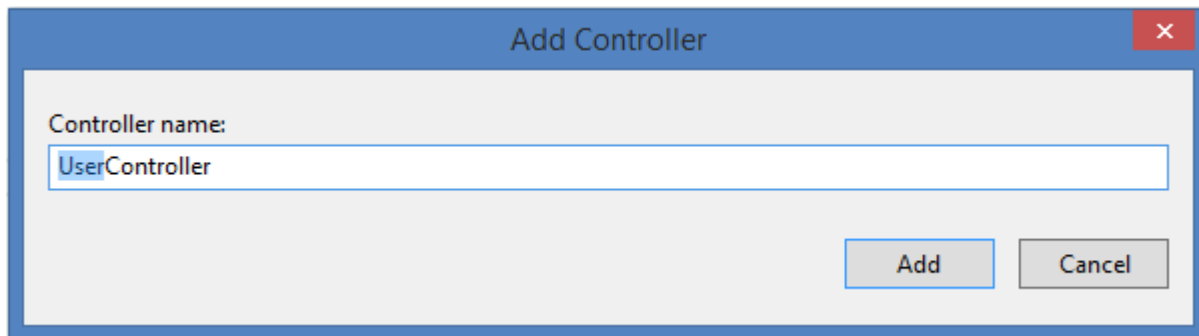 Add Controller
Controller name:
UserController
Add
Cancel